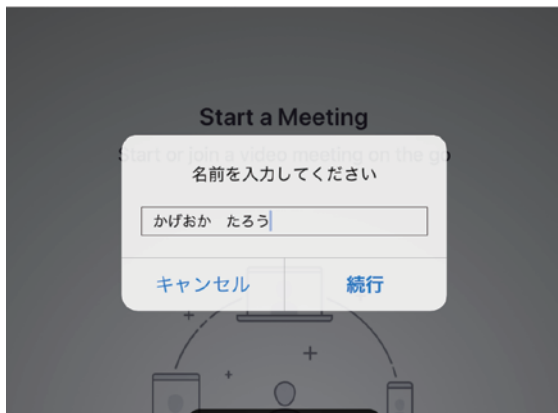 Start a Meeting
Start or join a video meeting on the go
名前を入力してください
かげおか　たろう
キャンセル
続行